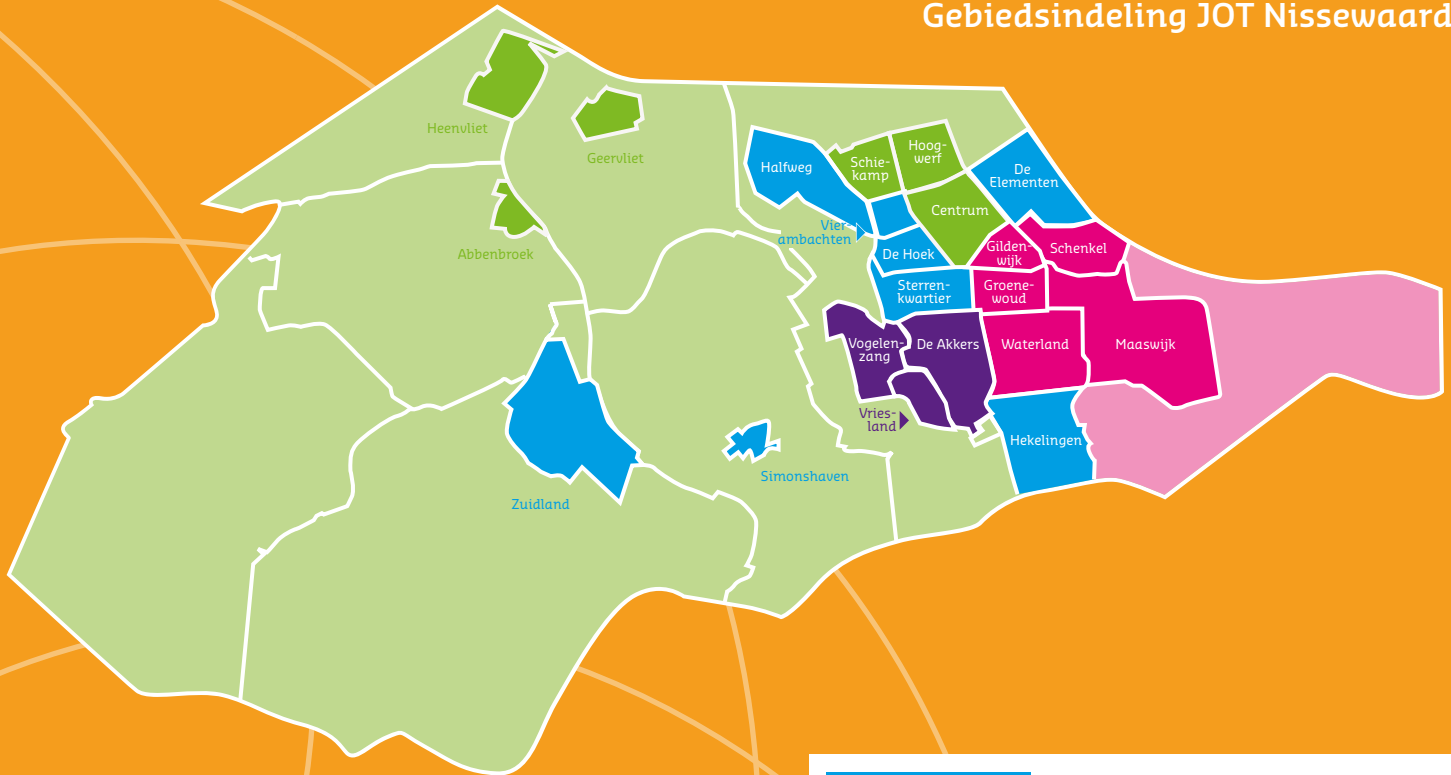 Gebiedsindeling JOT Nissewaard
Heenvliet
Geervliet
Abbenbroek
Halfweg
Schie-
kamp
Hoog-
werf
De
Elementen
Centrum
Vier-
ambachten
De Hoek
Gilden-
wijk
Schenkel
Sterren-
kwartier
Groene-
woud
Vogelen-
zang
De Akkers
Waterland
Maaswijk
Vries-
land
Hekelingen
Simonshaven
Zuidland